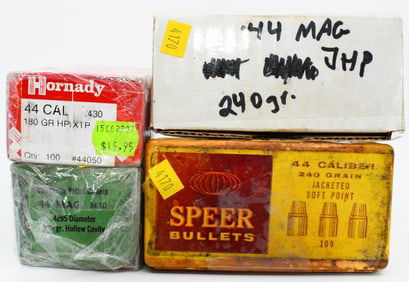 Hornady
44 CAL .430
180 GR HP/XTP
$15.95
Qty. 100 #44050
4170
.44 MAG
JHP
240gr.
44 MAG.
.4295 Diameter
gr. Hollow Cavity
4170
44 CALIBER
240 GRAIN
JACKETED
SOFT POINT
SPEER
BULLETS
100